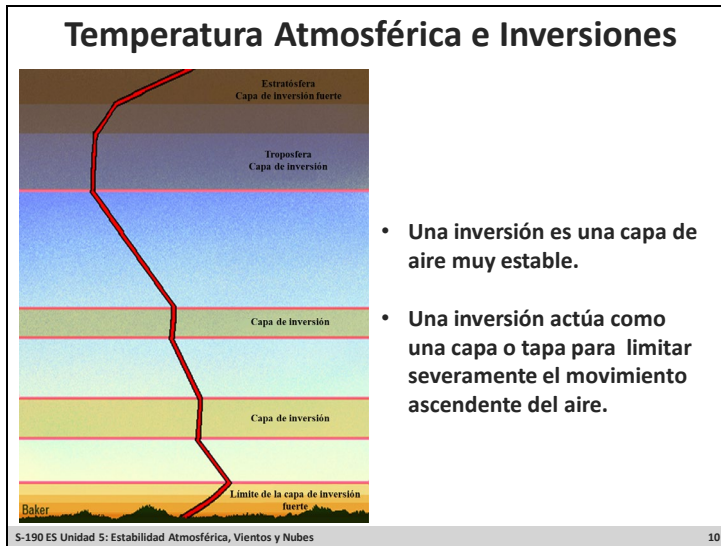 Temperatura Atmosférica e Inversiones
Estratósfera
Capa de inversión fuerte
Troposfera
Capa de inversión
Capa de inversión
Capa de inversión
Límite de la capa de inversión
fuerte
Baker
• Una inversión es una capa de
aire muy estable.
• Una inversión actúa como
una capa o tapa para limitar
severamente el movimiento
ascendente del aire.
S-190 ES Unidad 5: Estabilidad Atmosférica, Vientos y Nubes
10